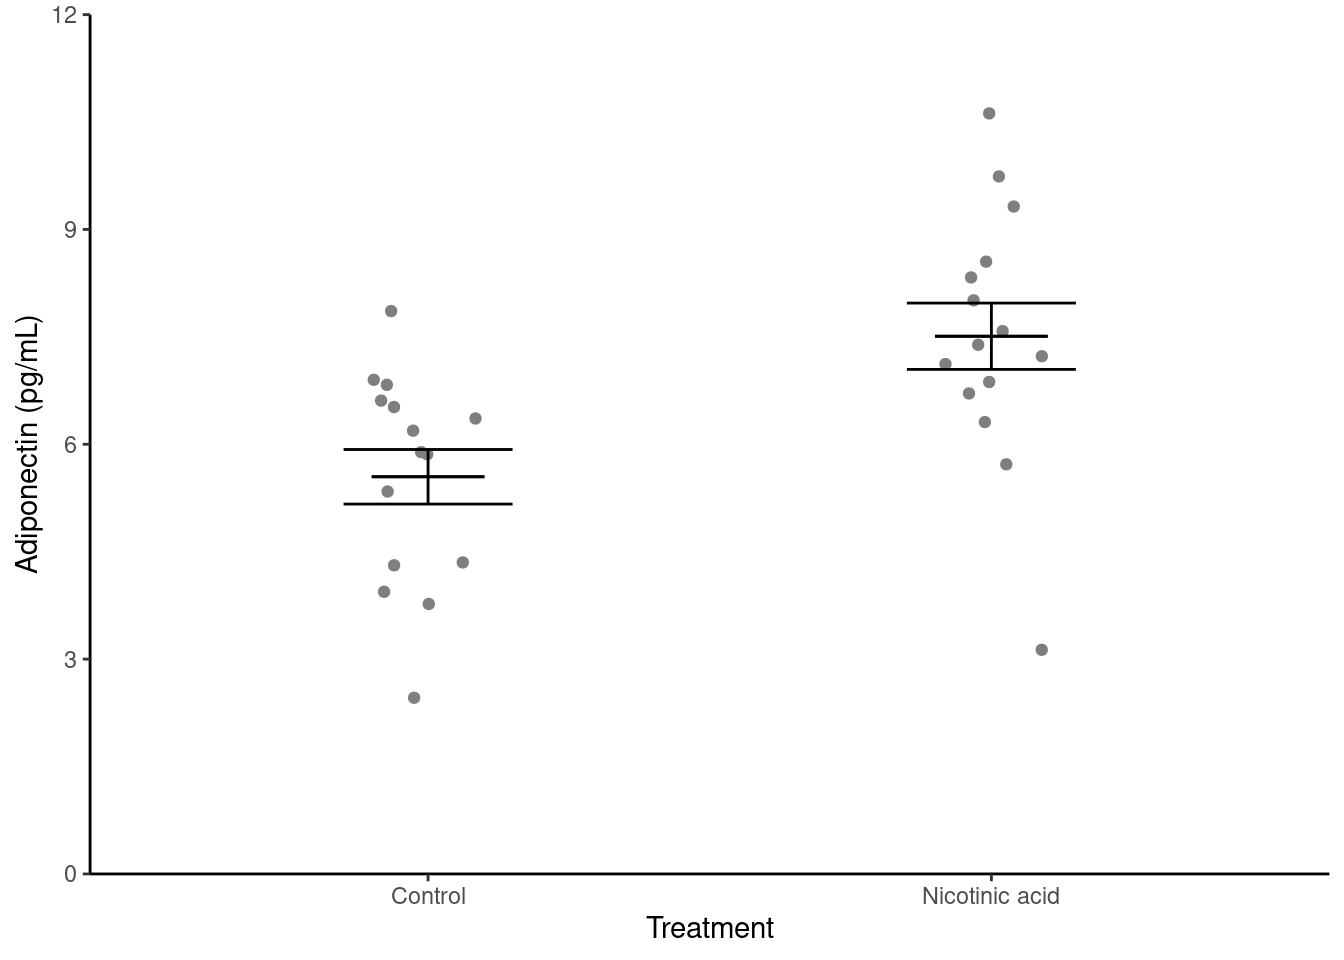 12
9
6
3
0
Adiponectin (pg/mL)
Control
Nicotinic acid
Treatment